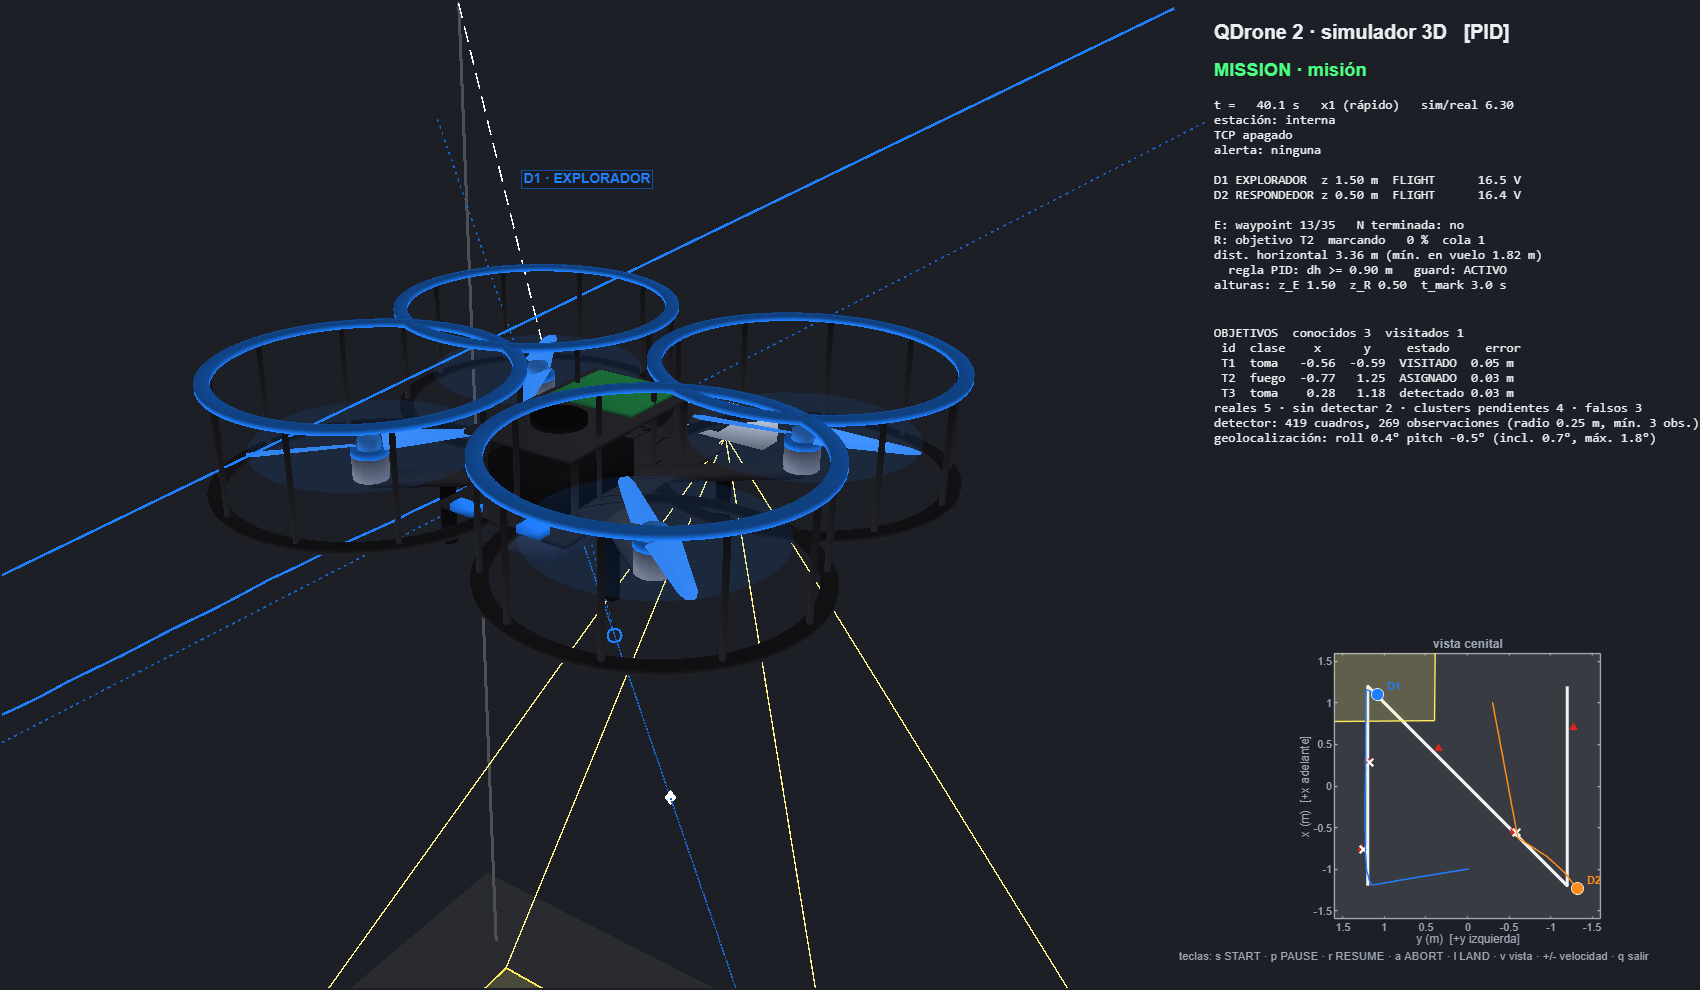 QDrone 2 · simulador 3D [PID]
MISSION · misión
t = 40.1 s x1 (rápido) sim/real 6.30
estación: interna
TCP apagado
alerta: ninguna
D1 · EXPLORADOR
D1 EXPLORADOR z 1.50 m FLIGHT 16.5 V
D2 RESPONDEDOR z 0.50 m FLIGHT 16.4 V
E: waypoint 13/35 N terminada: no
R: objetivo T2 marcando 0 % cola 1
dist. horizontal 3.36 m (mín. en vuelo 1.82 m)
regla PID: dh >= 0.90 m guard: ACTIVO
alturas: z_E 1.50 z_R 0.50 t_mark 3.0 s
OBJETIVOS conocidos 3 visitados 1
id clase x y estado error
T1 toma -0.56 -0.59 VISITADO 0.05 m
T2 fuego -0.77 1.25 ASIGNADO 0.03 m
T3 toma 0.28 1.18 detectado 0.03 m
reales 5 · sin detectar 2 · clusters pendientes 4 · falsos 3
detector: 419 cuadros, 269 observaciones (radio 0.25 m, mín. 3 obs.)
geolocalización: roll 0.4º pitch -0.5º (incl. 0.7º, máx. 1.8º)
vista cenital
1.5
1
0.5
0
-0.5
-1
-1.5
x (m) [+x adelante]
D1
D2
1.5 1 0.5 0 -0.5 -1 -1.5
y (m) [+y izquierda]
teclas: s START · p PAUSE · r RESUME · a ABORT · l LAND · v vista · +/- velocidad · q salir